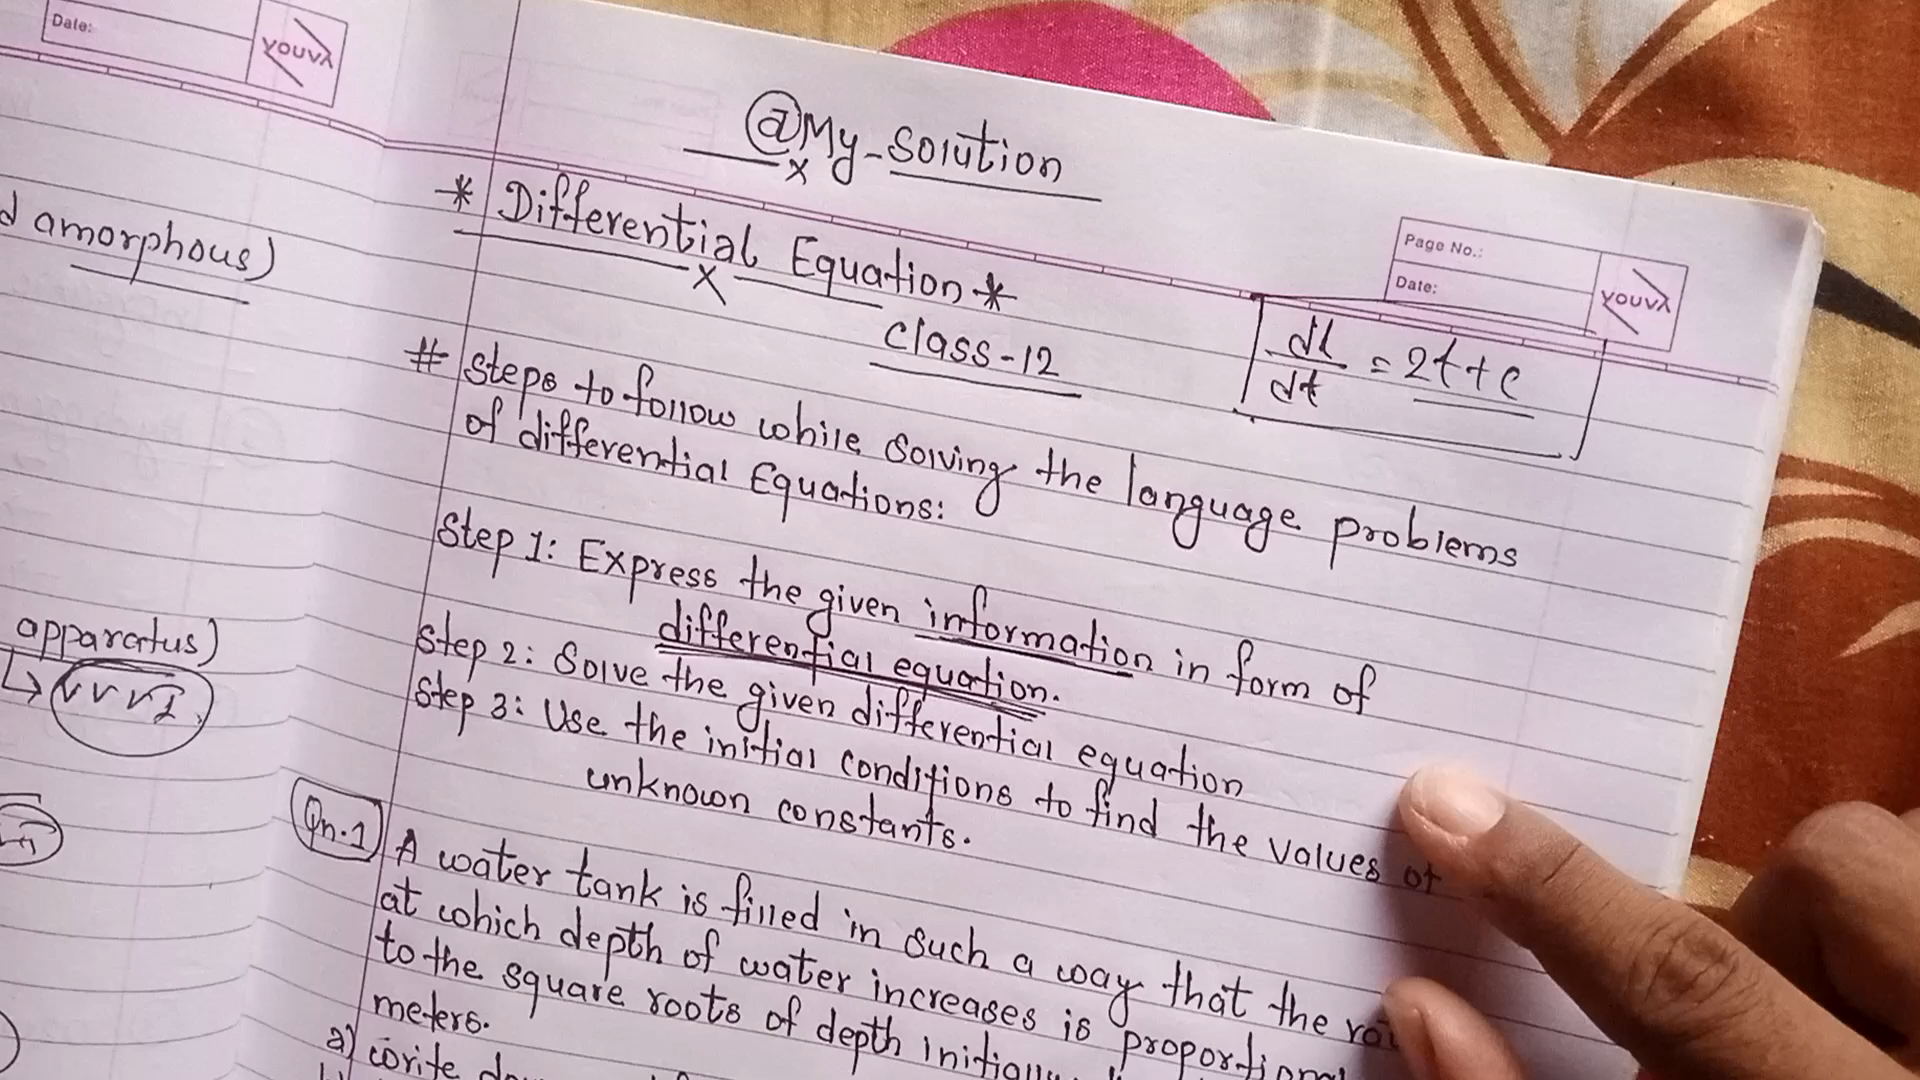 Date:
YOUVA
@My-Solution
* Differential Equation *
Class-12
Page No.:
Date:
YOUVA
= 2t+c
d amorphous)
# Steps to follow while solving the language problems
of differential Equations:
Step 1: Express the given information in form of
differential equation.
Step 2: Solve the given differential equation
Step 3: Use the initial conditions to find the values of
unknown constants.
apparatus)
Qn.1 A water tank is filled in such a way that the
at which depth of water increases is proportional
to the square roots of depth initially
meters.
a) write